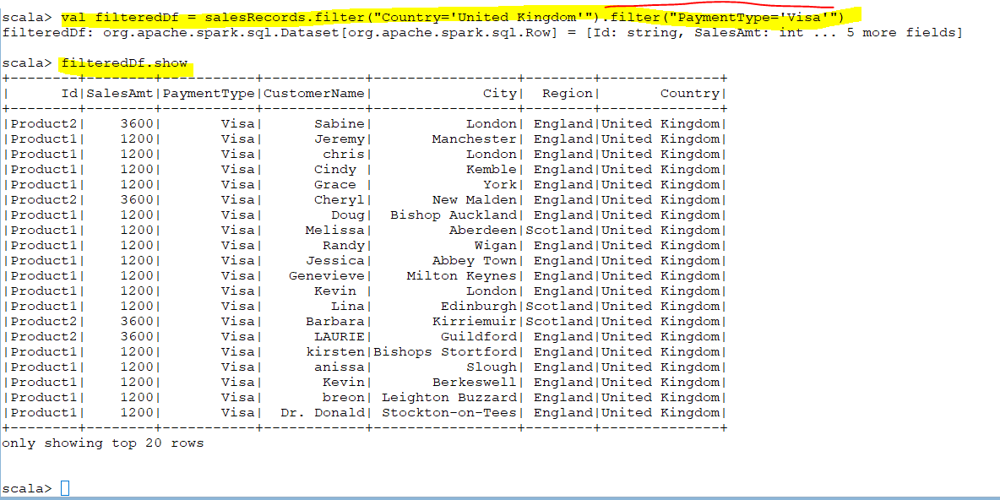 scala> val filteredDf = salesRecords.filter("Country='United Kingdom'").filter("PaymentType='Visa'")
filteredDf: org.apache.spark.sql.Dataset[org.apache.spark.sql.Row] = [Id: string, SalesAmt: int ... 5 more fields]
scala> filteredDf.show
+--------+--------+-----------+------------+-----------------+--------+--------------+
|      Id|SalesAmt|PaymentType|CustomerName|             City|  Region|       Country|
+--------+--------+-----------+------------+-----------------+--------+--------------+
|Product2|    3600|       Visa|      Sabine|           London| England|United Kingdom|
|Product1|    1200|       Visa|      Jeremy|       Manchester| England|United Kingdom|
|Product1|    1200|       Visa|       chris|           London| England|United Kingdom|
|Product1|    1200|       Visa|      Cindy |           Kemble| England|United Kingdom|
|Product1|    1200|       Visa|      Grace |             York| England|United Kingdom|
|Product2|    3600|       Visa|      Cheryl|       New Malden| England|United Kingdom|
|Product1|    1200|       Visa|        Doug|  Bishop Auckland| England|United Kingdom|
|Product1|    1200|       Visa|     Melissa|         Aberdeen|Scotland|United Kingdom|
|Product1|    1200|       Visa|       Randy|            Wigan| England|United Kingdom|
|Product1|    1200|       Visa|     Jessica|       Abbey Town| England|United Kingdom|
|Product1|    1200|       Visa|   Genevieve|    Milton Keynes| England|United Kingdom|
|Product1|    1200|       Visa|      Kevin |           London| England|United Kingdom|
|Product1|    1200|       Visa|        Lina|        Edinburgh|Scotland|United Kingdom|
|Product2|    3600|       Visa|     Barbara|       Kirriemuir|Scotland|United Kingdom|
|Product2|    3600|       Visa|      LAURIE|        Guildford| England|United Kingdom|
|Product1|    1200|       Visa|     kirsten|Bishops Stortford| England|United Kingdom|
|Product1|    1200|       Visa|      anissa|           Slough| England|United Kingdom|
|Product1|    1200|       Visa|       Kevin|       Berkeswell| England|United Kingdom|
|Product1|    1200|       Visa|       breon| Leighton Buzzard| England|United Kingdom|
|Product1|    1200|       Visa|  Dr. Donald| Stockton-on-Tees| England|United Kingdom|
+--------+--------+-----------+------------+-----------------+--------+--------------+
only showing top 20 rows
scala>